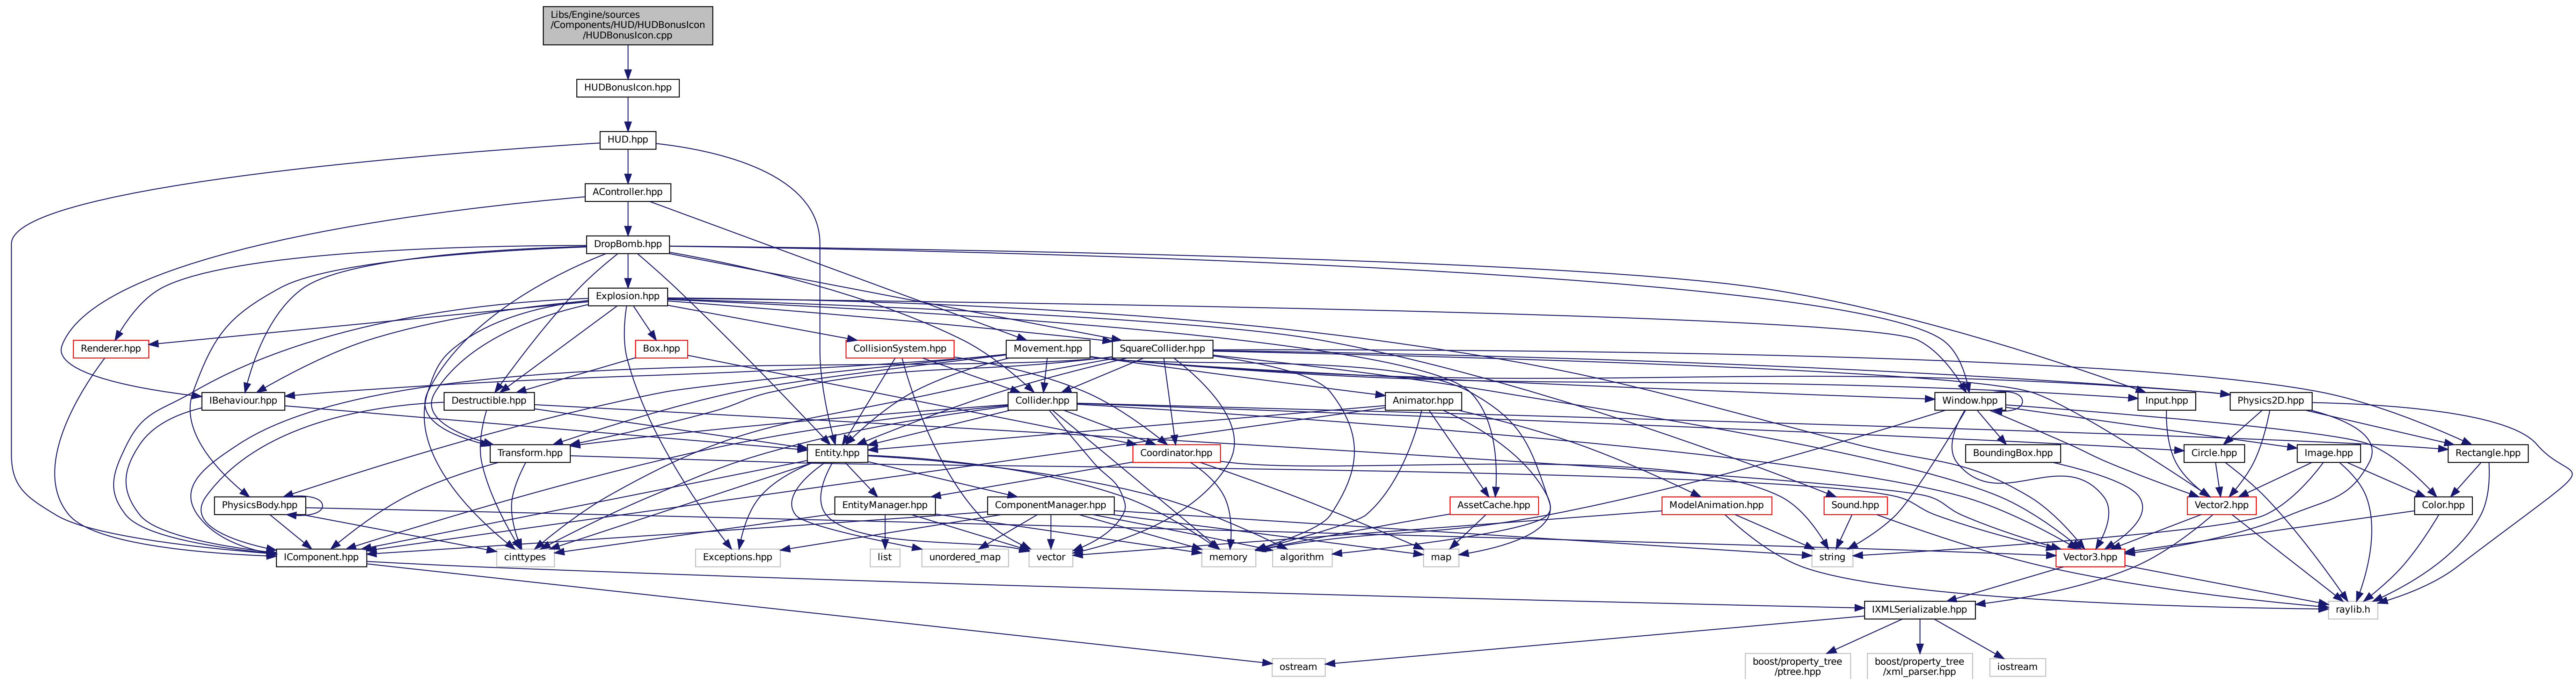 Libs/Engine/sources
/Components/HUD/HUDBonusIcon
/HUDBonusIcon.cpp
HUDBonusIcon.hpp
HUD.hpp
AController.hpp
DropBomb.hpp
Explosion.hpp
Renderer.hpp
Box.hpp
CollisionSystem.hpp
Movement.hpp
SquareCollider.hpp
IBehaviour.hpp
Destructible.hpp
Collider.hpp
Animator.hpp
Window.hpp
Input.hpp
Physics2D.hpp
Transform.hpp
Entity.hpp
Coordinator.hpp
BoundingBox.hpp
Circle.hpp
Image.hpp
Rectangle.hpp
PhysicsBody.hpp
EntityManager.hpp
ComponentManager.hpp
AssetCache.hpp
ModelAnimation.hpp
Sound.hpp
Vector2.hpp
Color.hpp
IComponent.hpp
cinttypes
Exceptions.hpp
list
unordered_map
vector
memory
algorithm
map
string
Vector3.hpp
IXMLSerializable.hpp
raylib.h
ostream
boost/property_tree
/ptree.hpp
boost/property_tree
/xml_parser.hpp
iostream